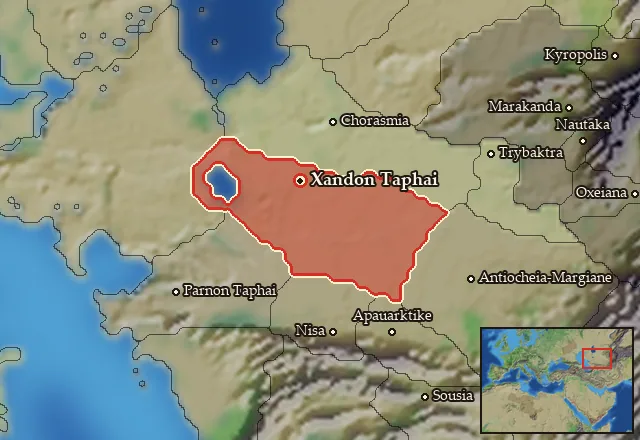 Kyropolis
Marakanda
Nautaka
Chorasmia
Trybaktra
Xandon Taphai
Oxeiana
Antiocheia-Margiane
Parnon Taphai
Apauarktike
Nisa
Sousia